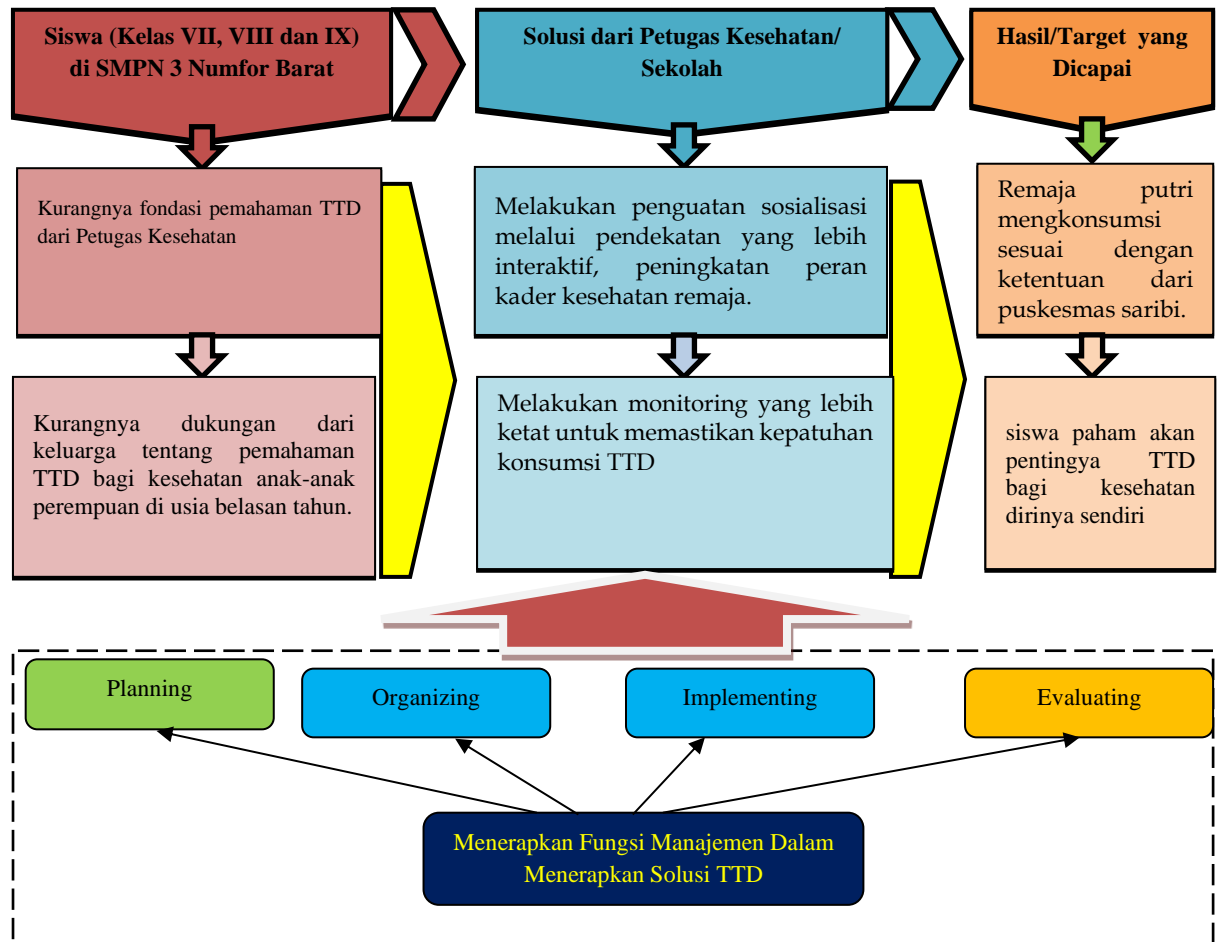 Siswa (Kelas VII, VIII dan IX)
di SMPN 3 Numfor Barat
Solusi dari Petugas Kesehatan/
Sekolah
Hasil/Target yang
Dicapai
Kurangnya fondasi pemahaman TTD
dari Petugas Kesehatan
Melakukan penguatan sosialisasi
melalui pendekatan yang lebih
interaktif, peningkatan peran
kader kesehatan remaja.
Remaja putri
mengkonsumsi
sesuai dengan
ketentuan dari
puskesmas saribi.
Kurangnya dukungan dari
keluarga tentang pemahaman
TTD bagi kesehatan anak-anak
perempuan di usia belasan tahun.
Melakukan monitoring yang lebih
ketat untuk memastikan kepatuhan
konsumsi TTD
siswa paham akan
pentingya TTD
bagi kesehatan
dirinya sendiri
Planning
Organizing
Implementing
Evaluating
Menerapkan Fungsi Manajemen Dalam
Menerapkan Solusi TTD